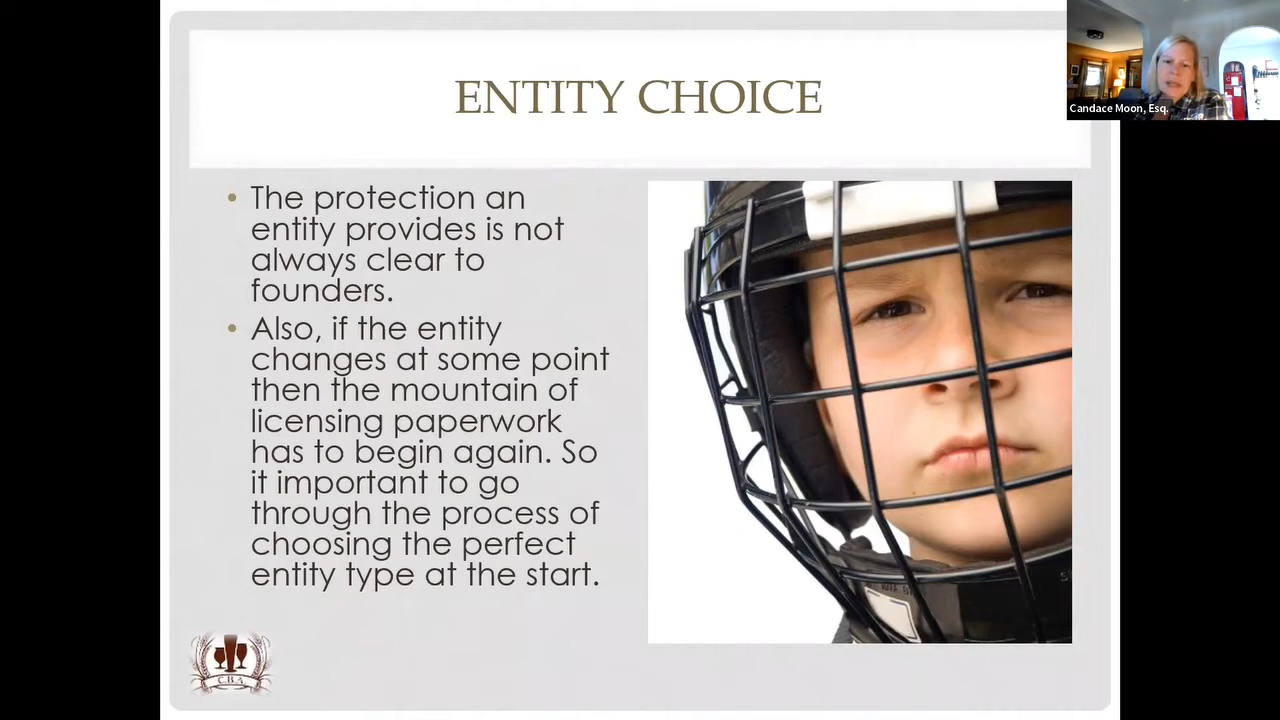 ENTITY CHOICE
Candace Moon, Esq.
• The protection an
entity provides is not
always clear to
founders.
• Also, if the entity
changes at some point
then the mountain of
licensing paperwork
has to begin again. So
it important to go
through the process of
choosing the perfect
entity type at the start.
C.B.A.